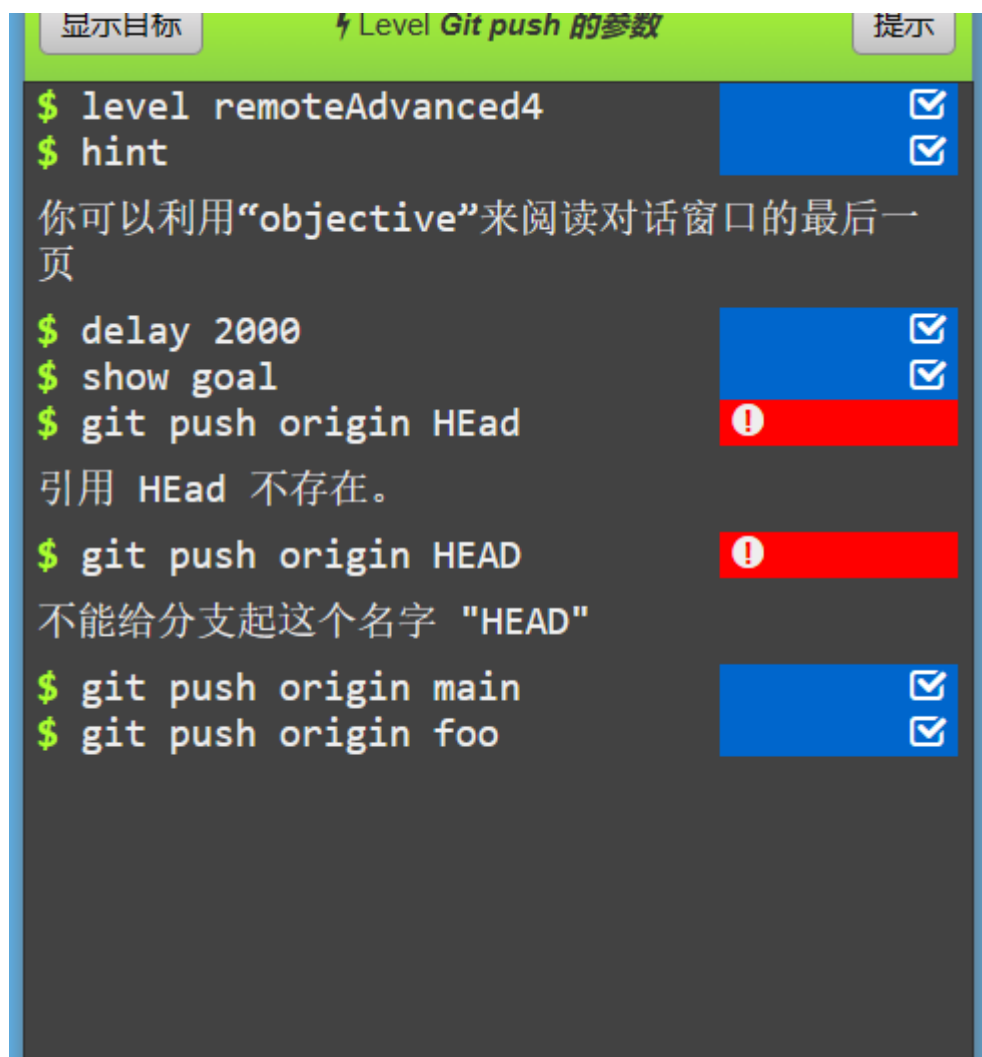 显示目标 Level Git push 的参数 提示
$ level remoteAdvanced4
$ hint
你可以利用“objective”来阅读对话窗口的最后一
页
$ delay 2000
$ show goal
$ git push origin HEad
引用 HEad 不存在。
$ git push origin HEAD
不能给分支起这个名字 "HEAD"
$ git push origin main
$ git push origin foo